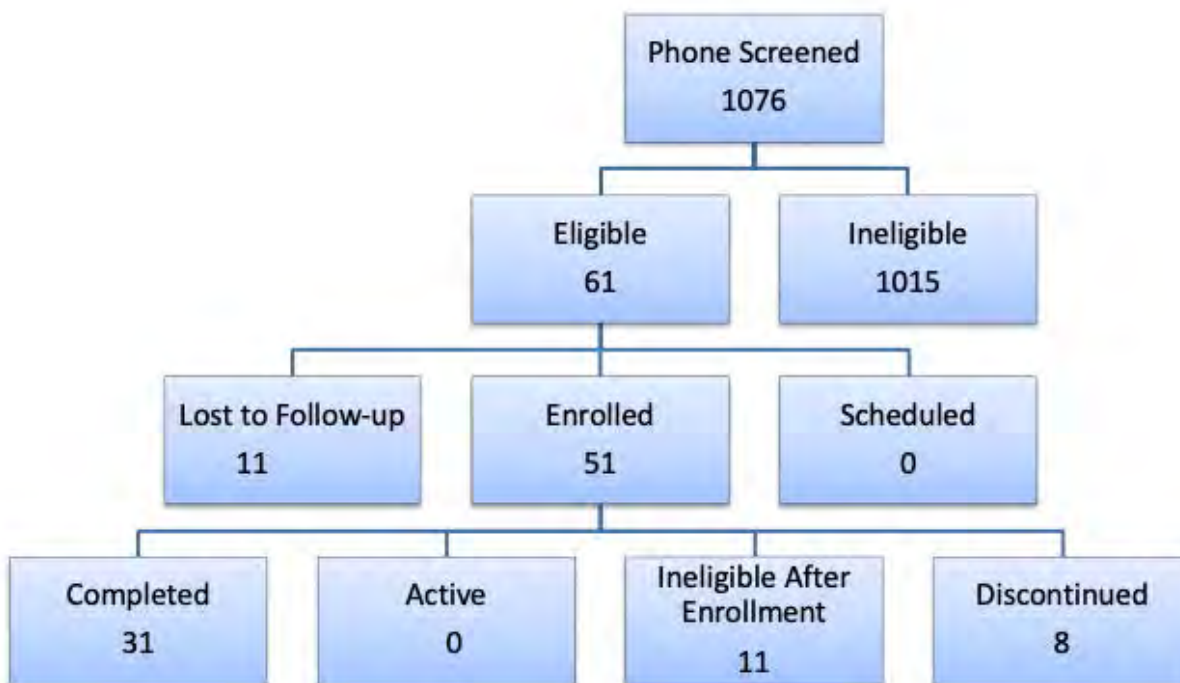 Phone Screened
1076
Eligible
61
Ineligible
1015
Lost to Follow-up
11
Enrolled
51
Scheduled
0
Completed
31
Active
0
Ineligible After
Enrollment
11
Discontinued
8